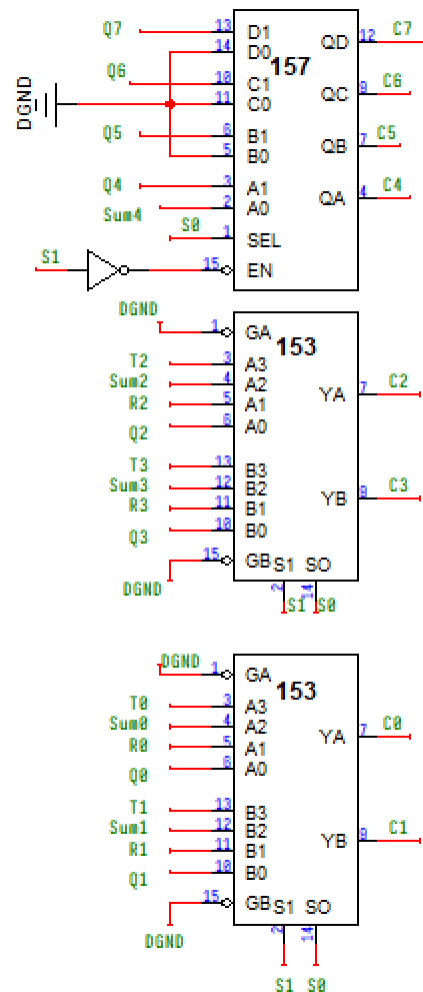 Q7 13 D1 QD 12 C7
14 D0
157
Q6 10 C1 QC 9 C6
DGND 11 C0
Q5 6 B1 QB 7 C5
5 B0
Q4 3 A1 QA 4 C4
Sum4 2 A0
S0 1 SEL
S1 15 EN
DGND 1 GA
153
T2 3 A3
Sum2 4 A2 YA 7 C2
R2 5 A1
Q2 6 A0
T3 13 B3
Sum3 12 B2 YB 9 C3
R3 11 B1
Q3 10 B0
15 GB S1 SO
DGND 2 14
S1 S0
DGND 1 GA
153
T0 3 A3
Sum0 4 A2 YA 7 C0
R0 5 A1
Q0 6 A0
T1 13 B3
Sum1 12 B2 YB 9 C1
R1 11 B1
Q1 10 B0
15 GB S1 SO
DGND 2 14
S1 S0